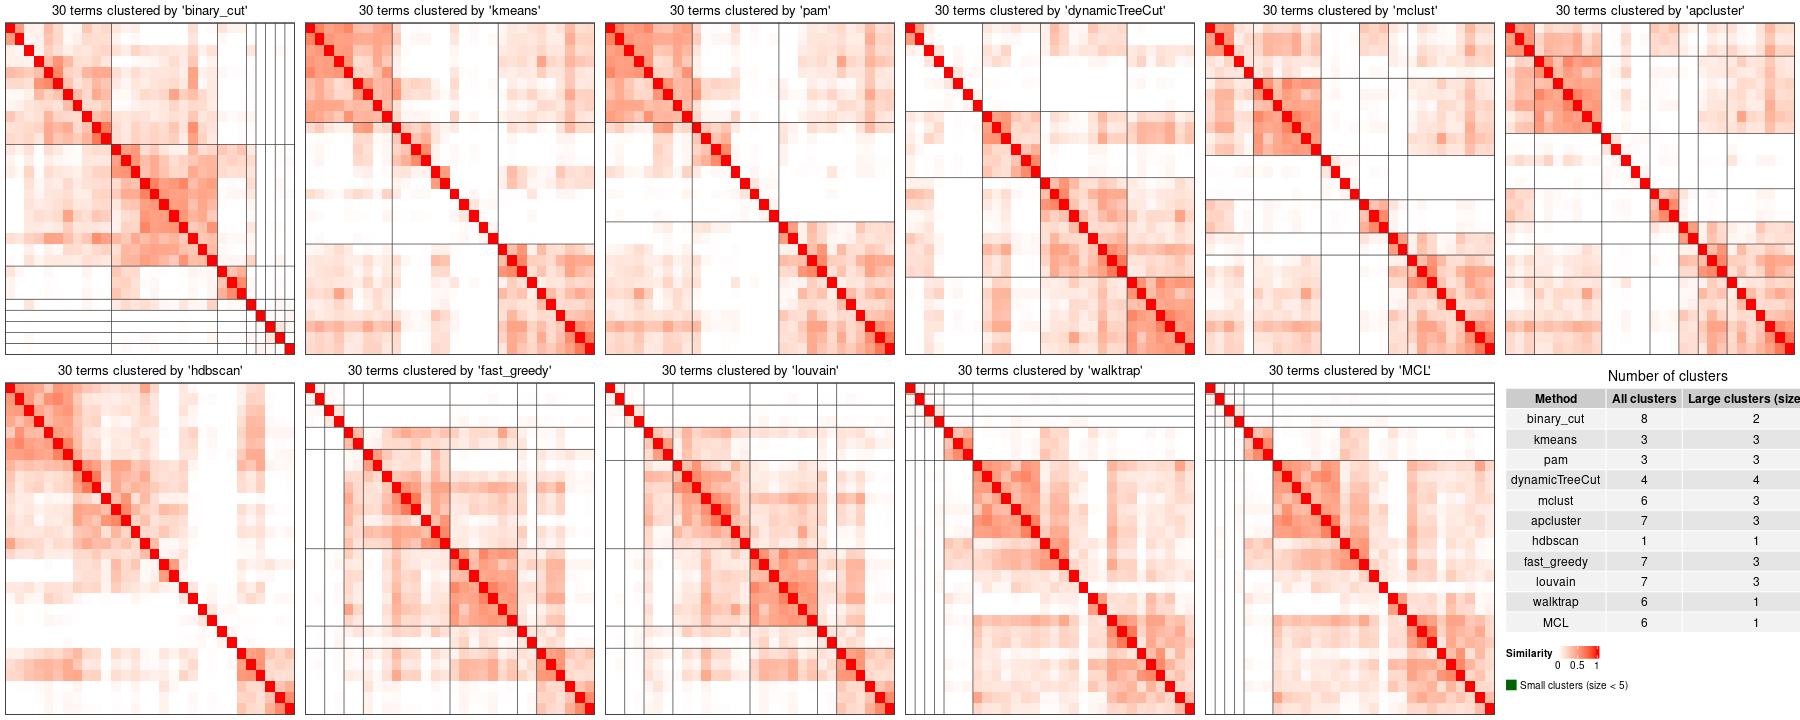 30 terms clustered by 'binary_cut'
30 terms clustered by 'kmeans'
30 terms clustered by 'pam'
30 terms clustered by 'dynamicTreeCut'
30 terms clustered by 'mclust'
30 terms clustered by 'apcluster'
30 terms clustered by 'hdbscan'
30 terms clustered by 'fast_greedy'
30 terms clustered by 'louvain'
30 terms clustered by 'walktrap'
30 terms clustered by 'MCL'
Number of clusters
Method All clusters Large clusters (size
binary_cut 8 2
kmeans 3 3
pam 3 3
dynamicTreeCut 4 4
mclust 6 3
apcluster 7 3
hdbscan 1 1
fast_greedy 7 3
louvain 7 3
walktrap 6 1
MCL 6 1
Similarity
0 0.5 1
Small clusters (size < 5)